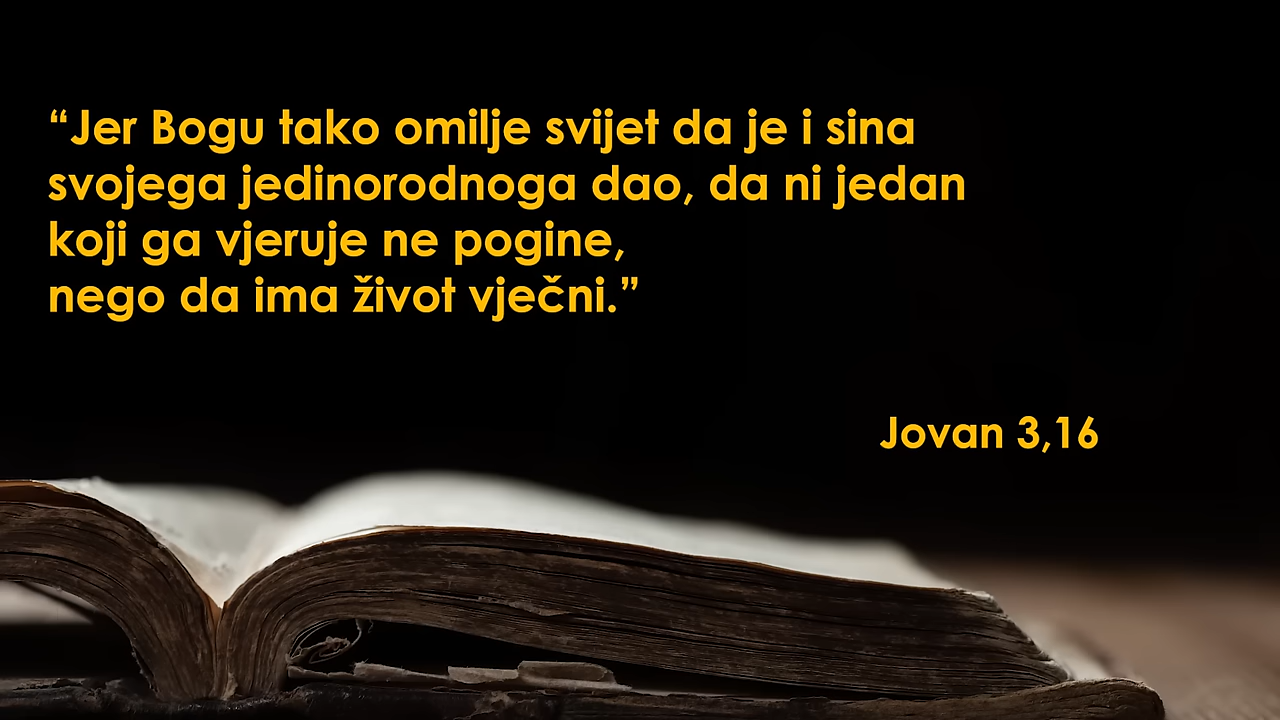 “Jer Bogu tako omilje svijet da je i sina
svojega jedinorodnoga dao, da ni jedan
koji ga vjeruje ne pogine,
nego da ima život vječni.”
Jovan 3,16